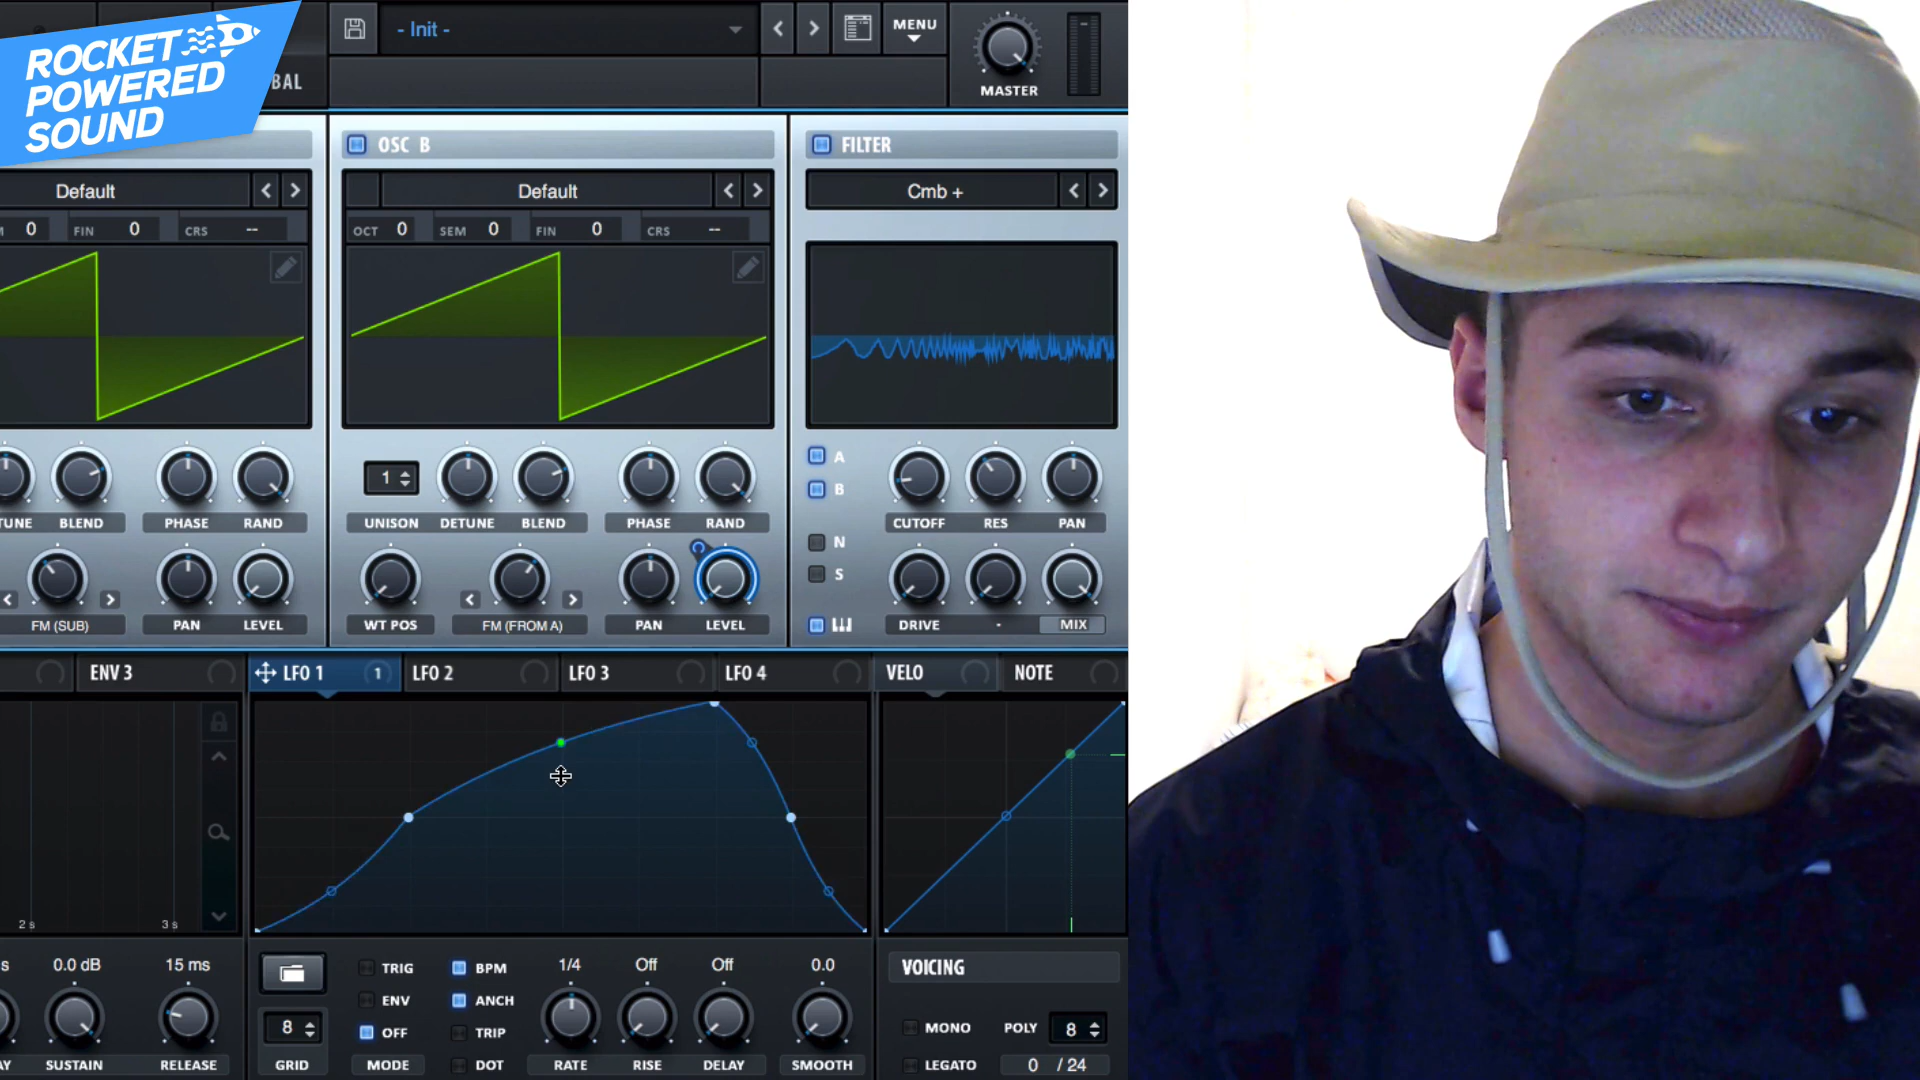 ROCKET
POWERED
SOUND
BAL
- Init -
MENU
MASTER
OSC B
FILTER
Default
Default
Cmb +
0 FIN 0 CRS --
OCT 0 SEM 0 FIN 0 CRS --
A
B
1
TUNE BLEND PHASE RAND
UNISON DETUNE BLEND PHASE RAND
CUTOFF RES PAN
N
S
FM (SUB) PAN LEVEL
WT POS FM (FROM A) PAN LEVEL
DRIVE - MIX
ENV 3
LFO 1 1
LFO 2
LFO 3
LFO 4
VELO
NOTE
2 s 3 s
s 0.0 dB 15 ms
TRIG BPM 1/4 Off Off 0.0
VOICING
ENV ANCH
8 OFF TRIP
MONO POLY 8
AY SUSTAIN RELEASE
GRID MODE DOT RATE RISE DELAY SMOOTH
LEGATO 0 / 24